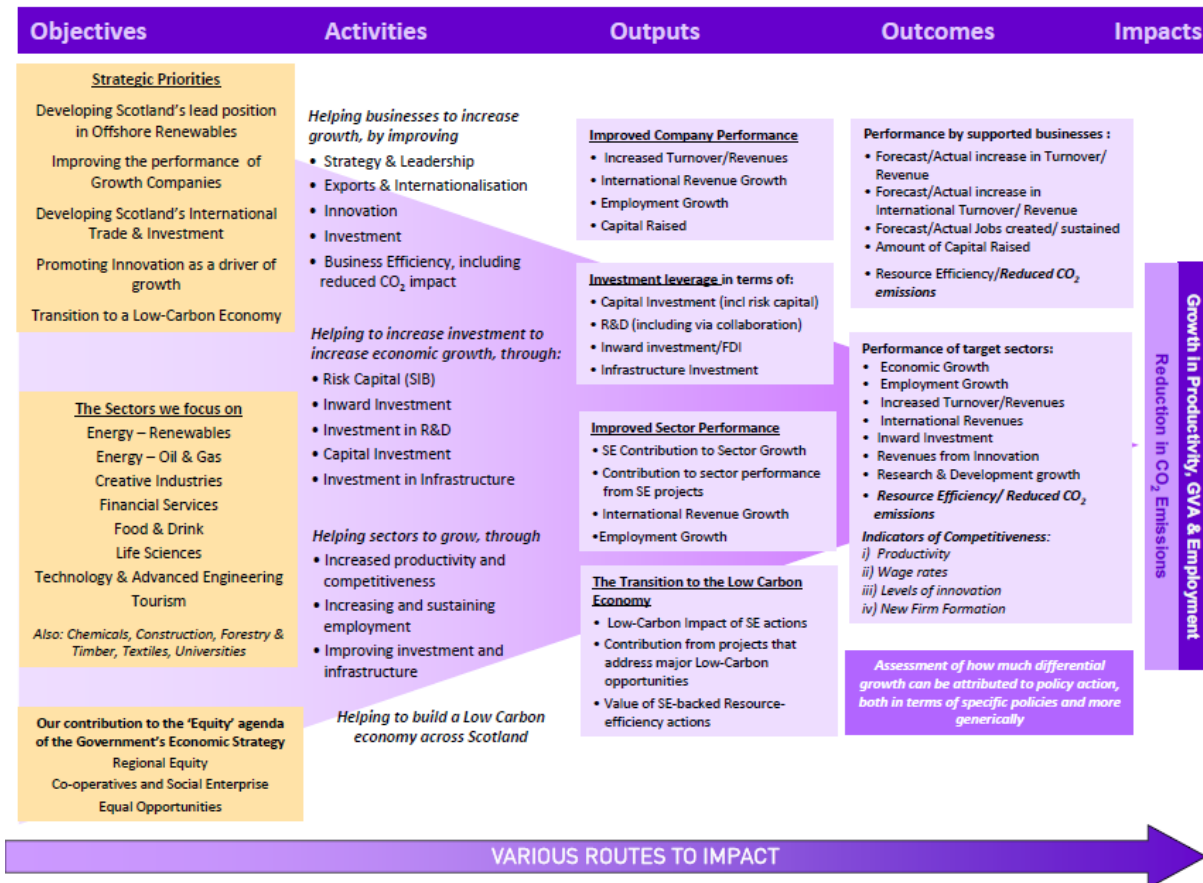 Objectives
Activities
Outputs
Outcomes
Impacts
Strategic Priorities
Developing Scotland's lead position
in Offshore Renewables
Improving the performance of
Growth Companies
Developing Scotland's International
Trade & Investment
Promoting Innovation as a driver of
growth
Transition to a Low-Carbon Economy
The Sectors we focus on
Energy – Renewables
Energy – Oil & Gas
Creative Industries
Financial Services
Food & Drink
Life Sciences
Technology & Advanced Engineering
Tourism
Also: Chemicals, Construction, Forestry &
Timber, Textiles, Universities
Our contribution to the 'Equity' agenda
of the Government's Economic Strategy
Regional Equity
Co-operatives and Social Enterprise
Equal Opportunities
Helping businesses to increase
growth, by improving
• Strategy & Leadership
• Exports & Internationalisation
• Innovation
• Investment
• Business Efficiency, including
reduced CO₂ impact
Helping to increase investment to
increase economic growth, through:
• Risk Capital (SIB)
• Inward Investment
• Investment in R&D
• Capital Investment
• Investment in Infrastructure
Helping sectors to grow, through
• Increased productivity and
competitiveness
• Increasing and sustaining
employment
• Improving investment and
infrastructure
Helping to build a Low Carbon
economy across Scotland
Improved Company Performance
• Increased Turnover/Revenues
• International Revenue Growth
• Employment Growth
• Capital Raised
Investment leverage in terms of:
• Capital Investment (incl risk capital)
• R&D (including via collaboration)
• Inward investment/FDI
• Infrastructure Investment
Improved Sector Performance
• SE Contribution to Sector Growth
• Contribution to sector performance
from SE projects
• International Revenue Growth
•Employment Growth
The Transition to the Low Carbon
Economy
• Low-Carbon Impact of SE actions
• Contribution from projects that
address major Low-Carbon
opportunities
• Value of SE-backed Resource-
efficiency actions
Performance by supported businesses :
• Forecast/Actual increase in Turnover/
Revenue
• Forecast/Actual increase in
International Turnover/ Revenue
• Forecast/Actual Jobs created/ sustained
• Amount of Capital Raised
• Resource Efficiency/Reduced CO₂
emissions
Performance of target sectors:
• Economic Growth
• Employment Growth
• Increased Turnover/Revenues
• International Revenues
• Inward Investment
• Revenues from Innovation
• Research & Development growth
• Resource Efficiency/ Reduced CO₂
emissions
Indicators of Competitiveness:
i) Productivity
ii) Wage rates
iii) Levels of innovation
iv) New Firm Formation
Assessment of how much differential
growth can be attributed to policy action,
both in terms of specific policies and more
generically
Reduction in CO₂ Emissions
Growth in Productivity, GVA & Employment
VARIOUS ROUTES TO IMPACT